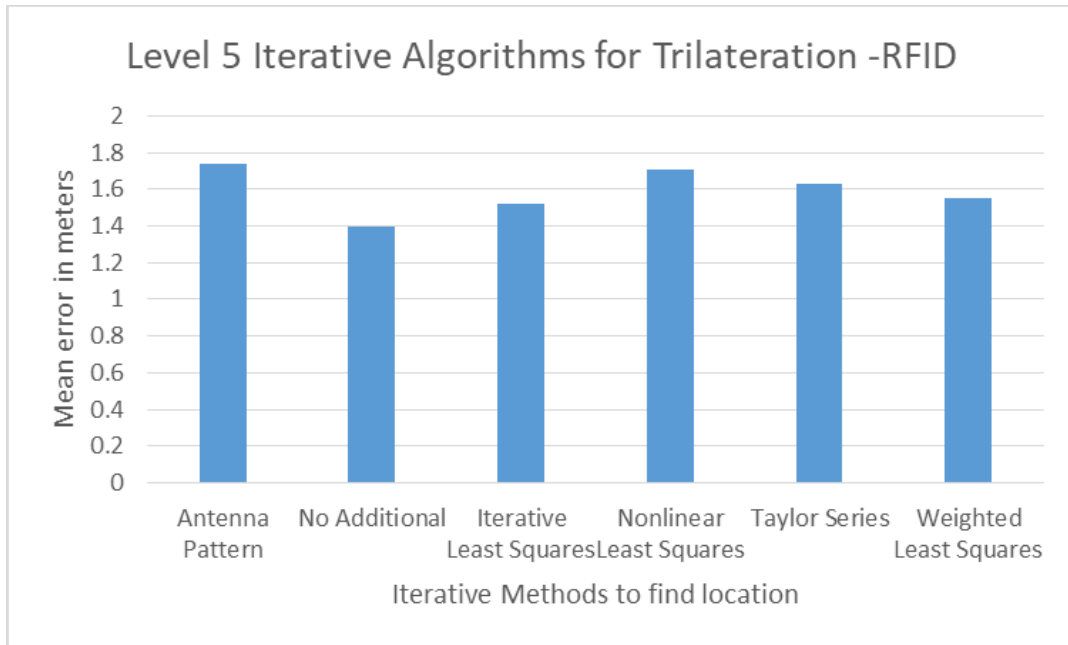 Level 5 Iterative Algorithms for Trilateration -RFID
Mean error in meters
2
1.8
1.6
1.4
1.2
1
0.8
0.6
0.4
0.2
0
Antenna Pattern
No Additional
Iterative Least Squares
Nonlinear Least Squares
Taylor Series
Weighted Least Squares
Iterative Methods to find location